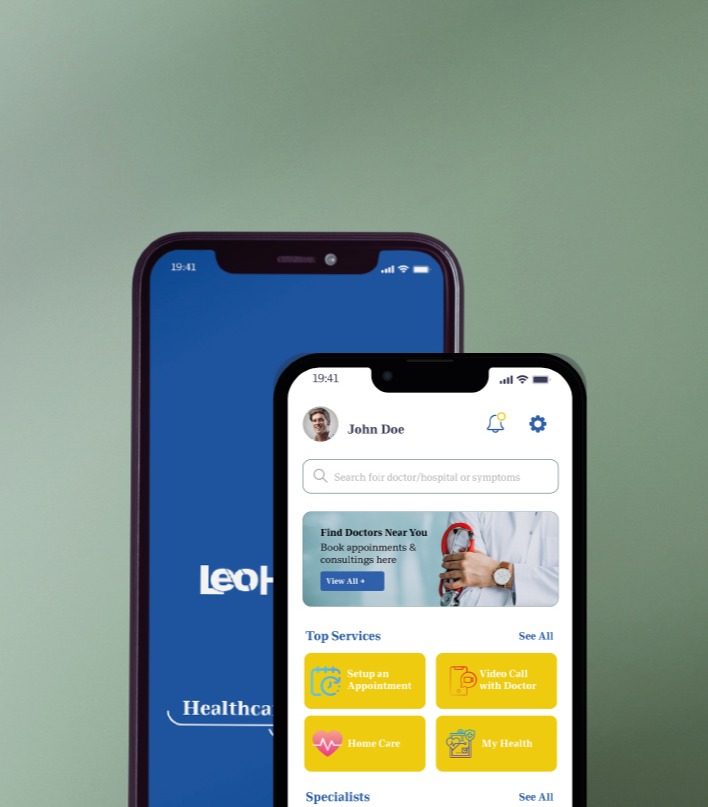 19:41
LeoH
Healthca
19:41
John Doe
Search foir doctor/hospital or symptoms
Find Doctors Near You
Book appoinments &
consultings here
View All +
Top Services
See All
Setup an
Appointment
Video Call
with Doctor
Home Care
My Health
Specialists
See All